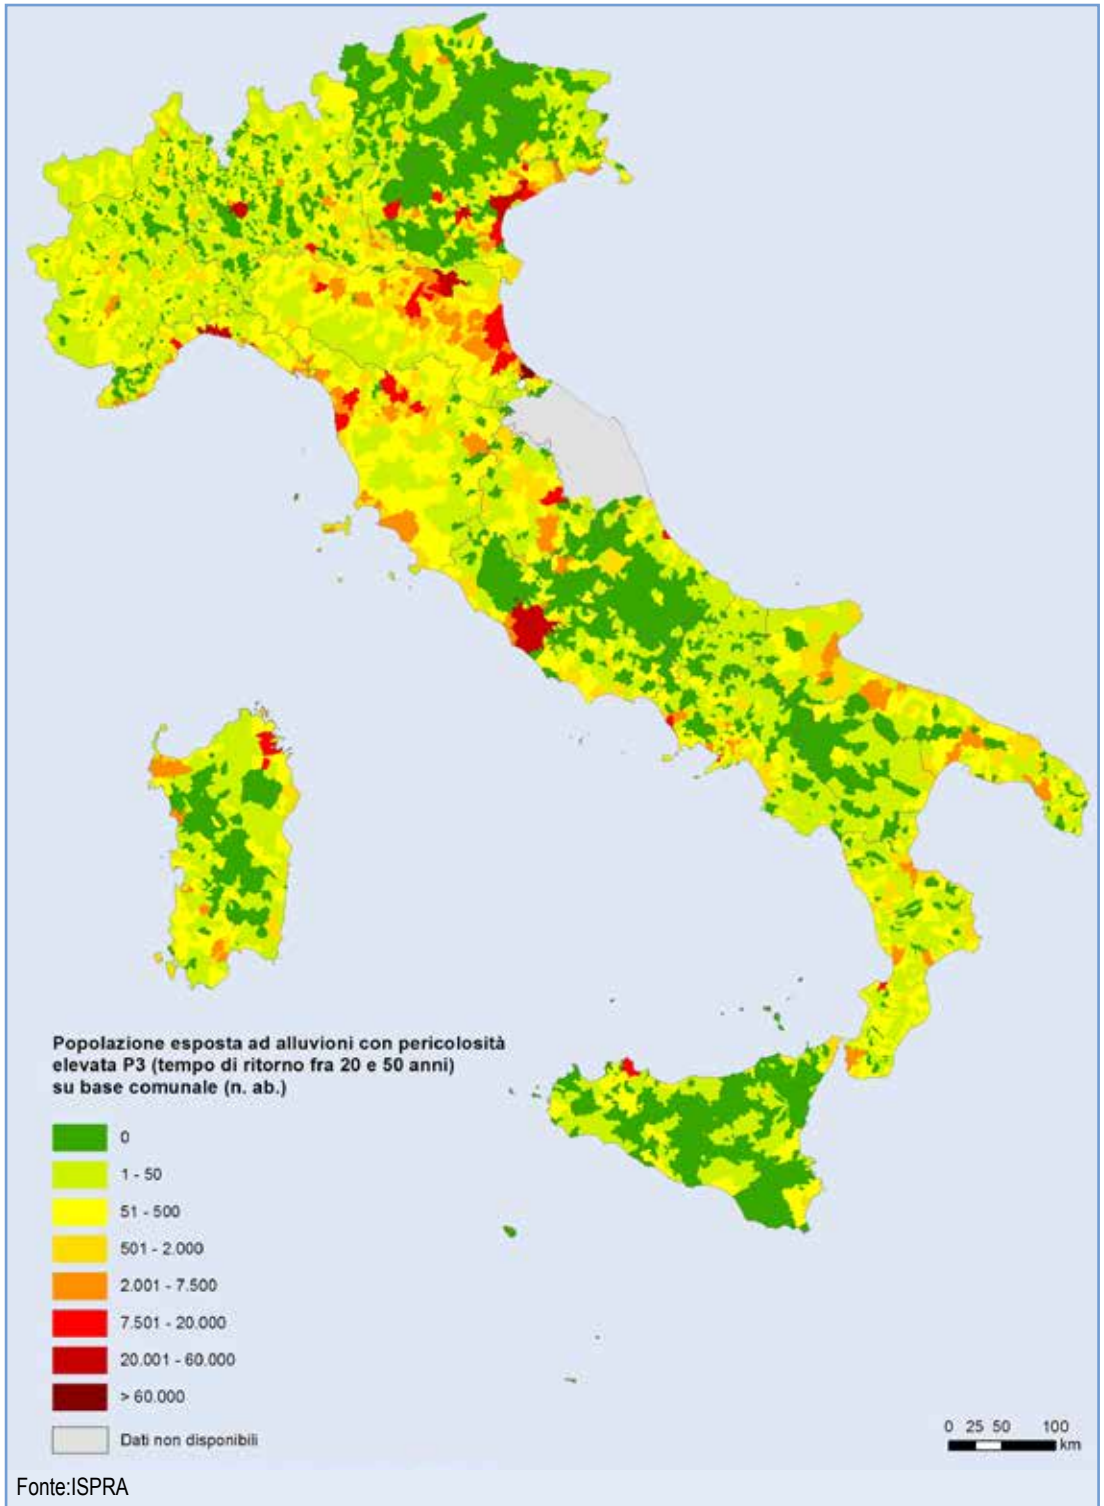 Popolazione esposta ad alluvioni con pericolosità
elevata P3 (tempo di ritorno fra 20 e 50 anni)
su base comunale (n. ab.)
0
1 - 50
51 - 500
501 - 2.000
2.001 - 7.500
7.501 - 20.000
20.001 - 60.000
> 60.000
Dati non disponibili
0 25 50 100
km
Fonte:ISPRA